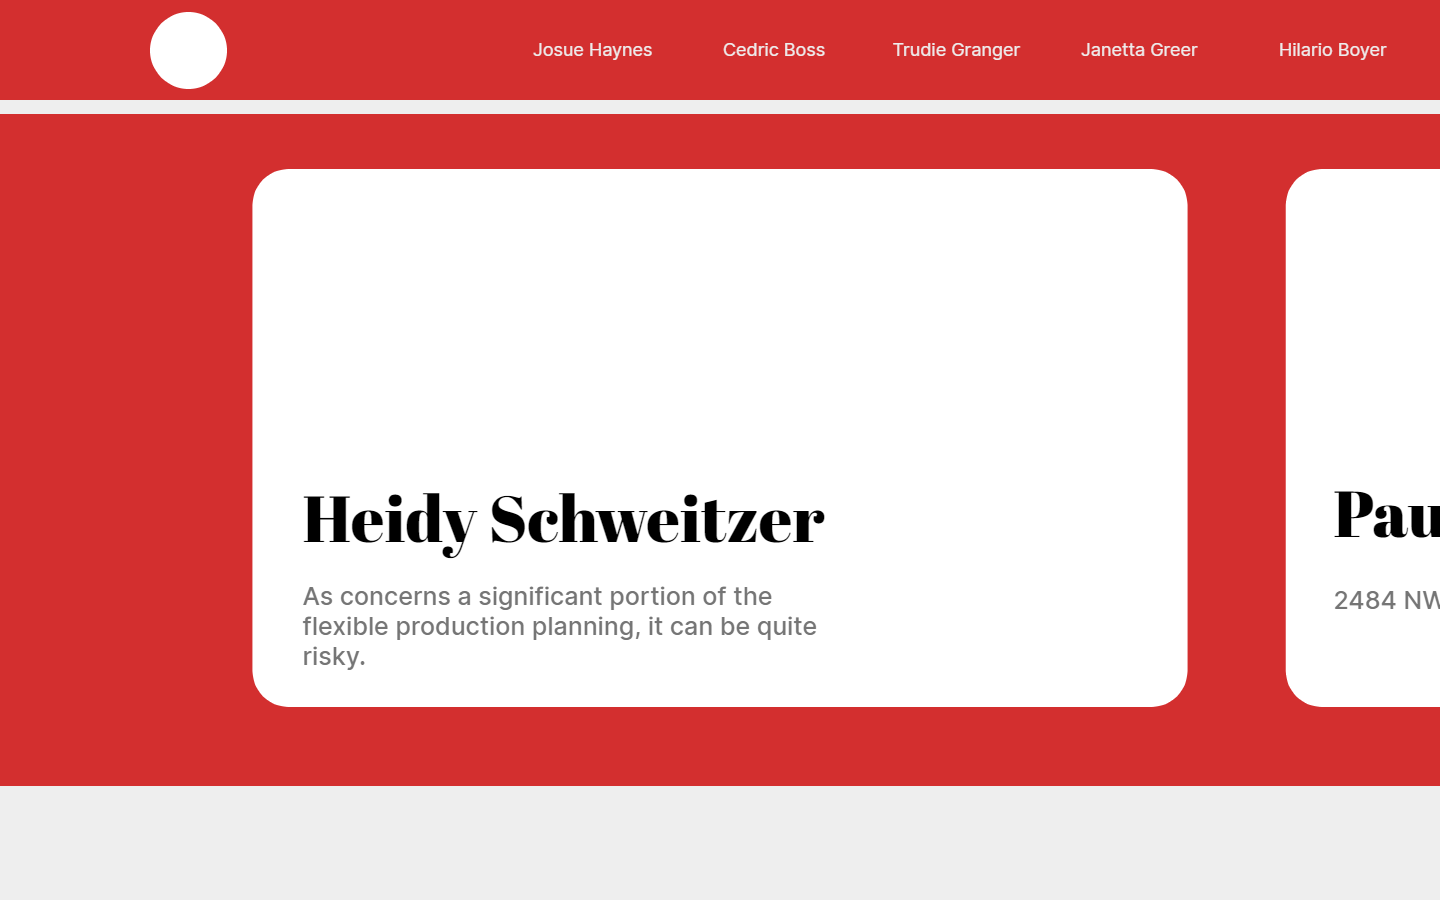 Josue Haynes Cedric Boss Trudie Granger Janetta Greer Hilario Boyer
Heidy Schweitzer
As concerns a significant portion of the
flexible production planning, it can be quite
risky.
Pau
2484 NW